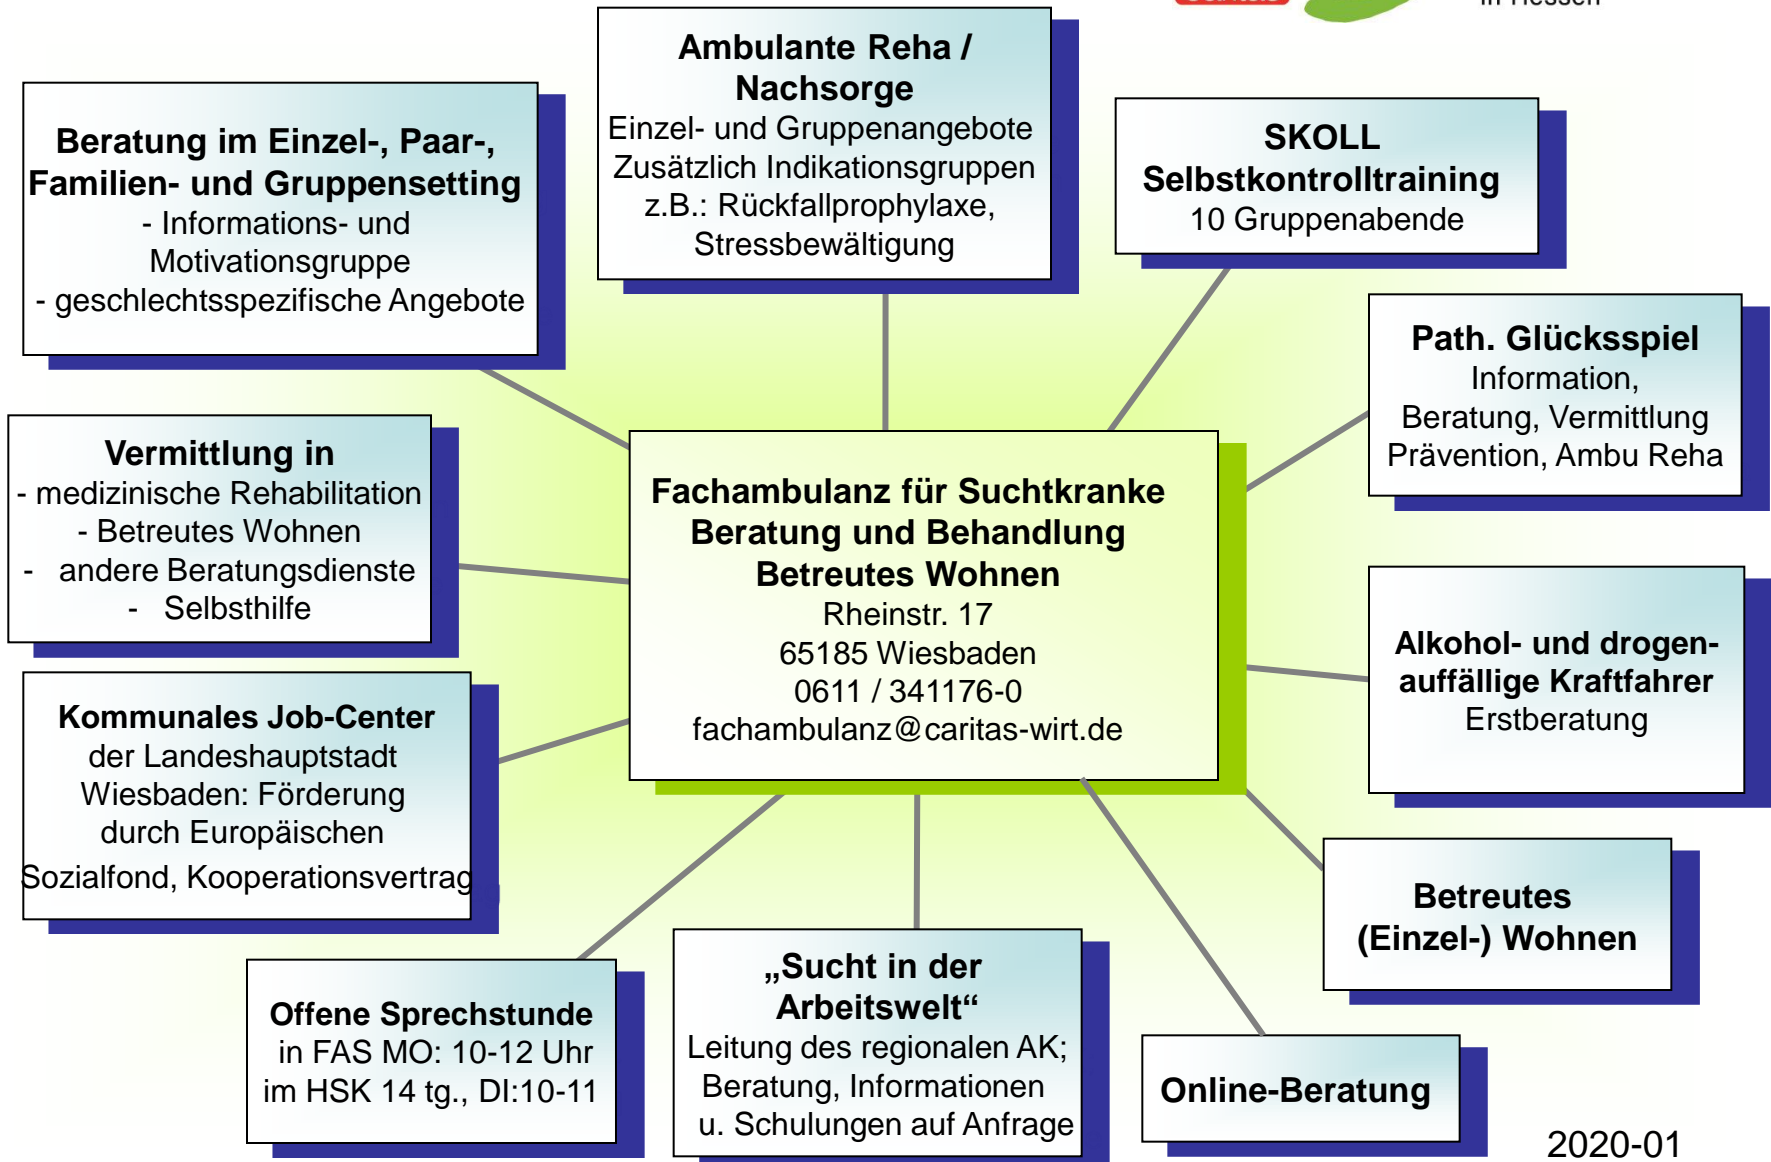 in Hessen
Ambulante Reha /
Nachsorge
Einzel- und Gruppenangebote
Zusätzlich Indikationsgruppen
z.B.: Rückfallprophylaxe,
Stressbewältigung
Beratung im Einzel-, Paar-,
Familien- und Gruppensetting
- Informations- und
Motivationsgruppe
- geschlechtsspezifische Angebote
SKOLL
Selbstkontrolltraining
10 Gruppenabende
Path. Glücksspiel
Information,
Beratung, Vermittlung
Prävention, Ambu Reha
Vermittlung in
- medizinische Rehabilitation
- Betreutes Wohnen
- andere Beratungsdienste
- Selbsthilfe
Fachambulanz für Suchtkranke
Beratung und Behandlung
Betreutes Wohnen
Rheinstr. 17
65185 Wiesbaden
0611 / 341176-0
fachambulanz@caritas-wirt.de
Alkohol- und drogen-
auffällige Kraftfahrer
Erstberatung
Kommunales Job-Center
der Landeshauptstadt
Wiesbaden: Förderung
durch Europäischen
Sozialfond, Kooperationsvertrag
Betreutes
(Einzel-) Wohnen
Offene Sprechstunde
in FAS MO: 10-12 Uhr
im HSK 14 tg., DI:10-11
„Sucht in der
Arbeitswelt“
Leitung des regionalen AK;
Beratung, Informationen
u. Schulungen auf Anfrage
Online-Beratung
2020-01